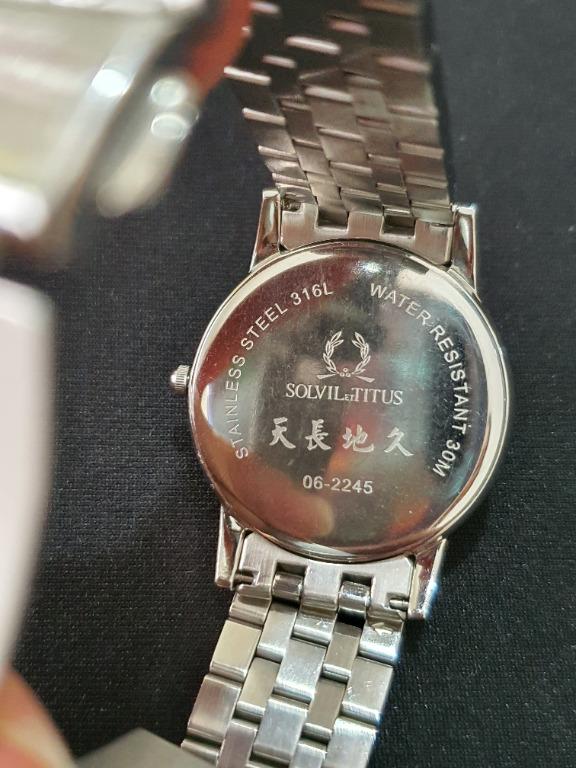 STAINLESS STEEL 316L
WATER RESISTANT 30M
SOLVIL ET TITUS
天長地久
06-2245